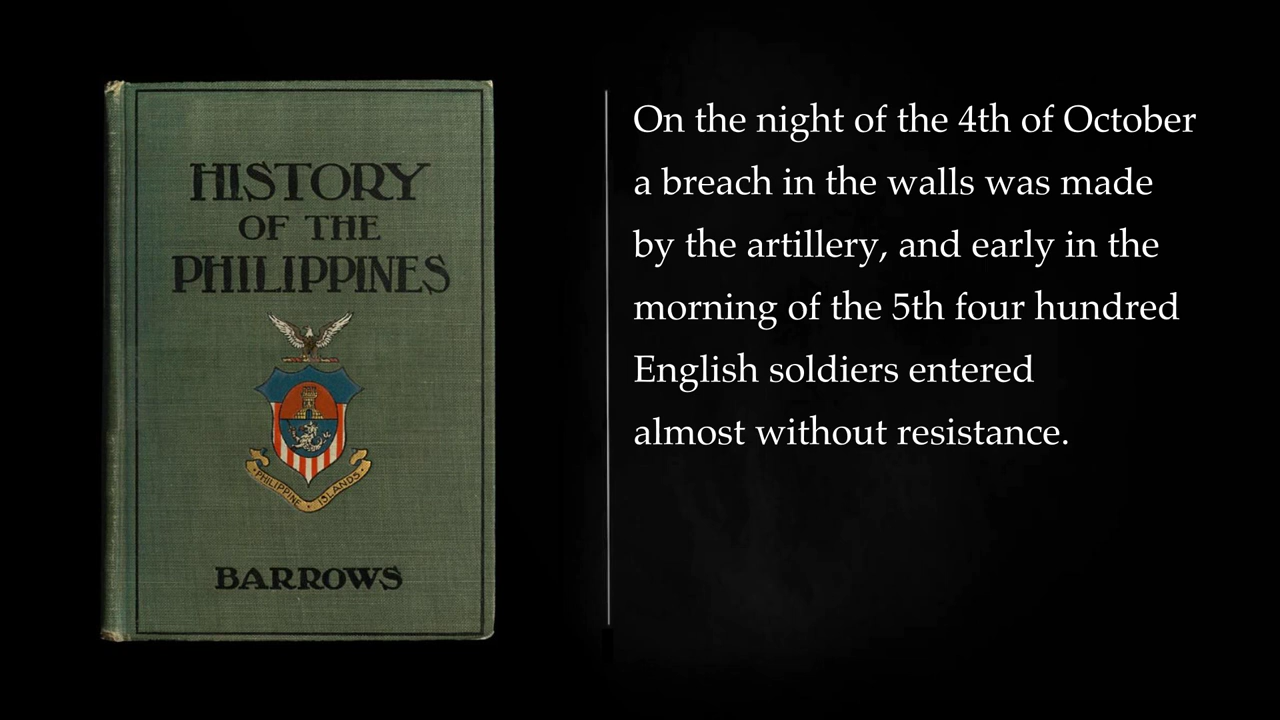 HISTORY
OF THE
PHILIPPINES
PHILIPPINE ISLANDS
BARROWS
On the night of the 4th of October
a breach in the walls was made
by the artillery, and early in the
morning of the 5th four hundred
English soldiers entered
almost without resistance.